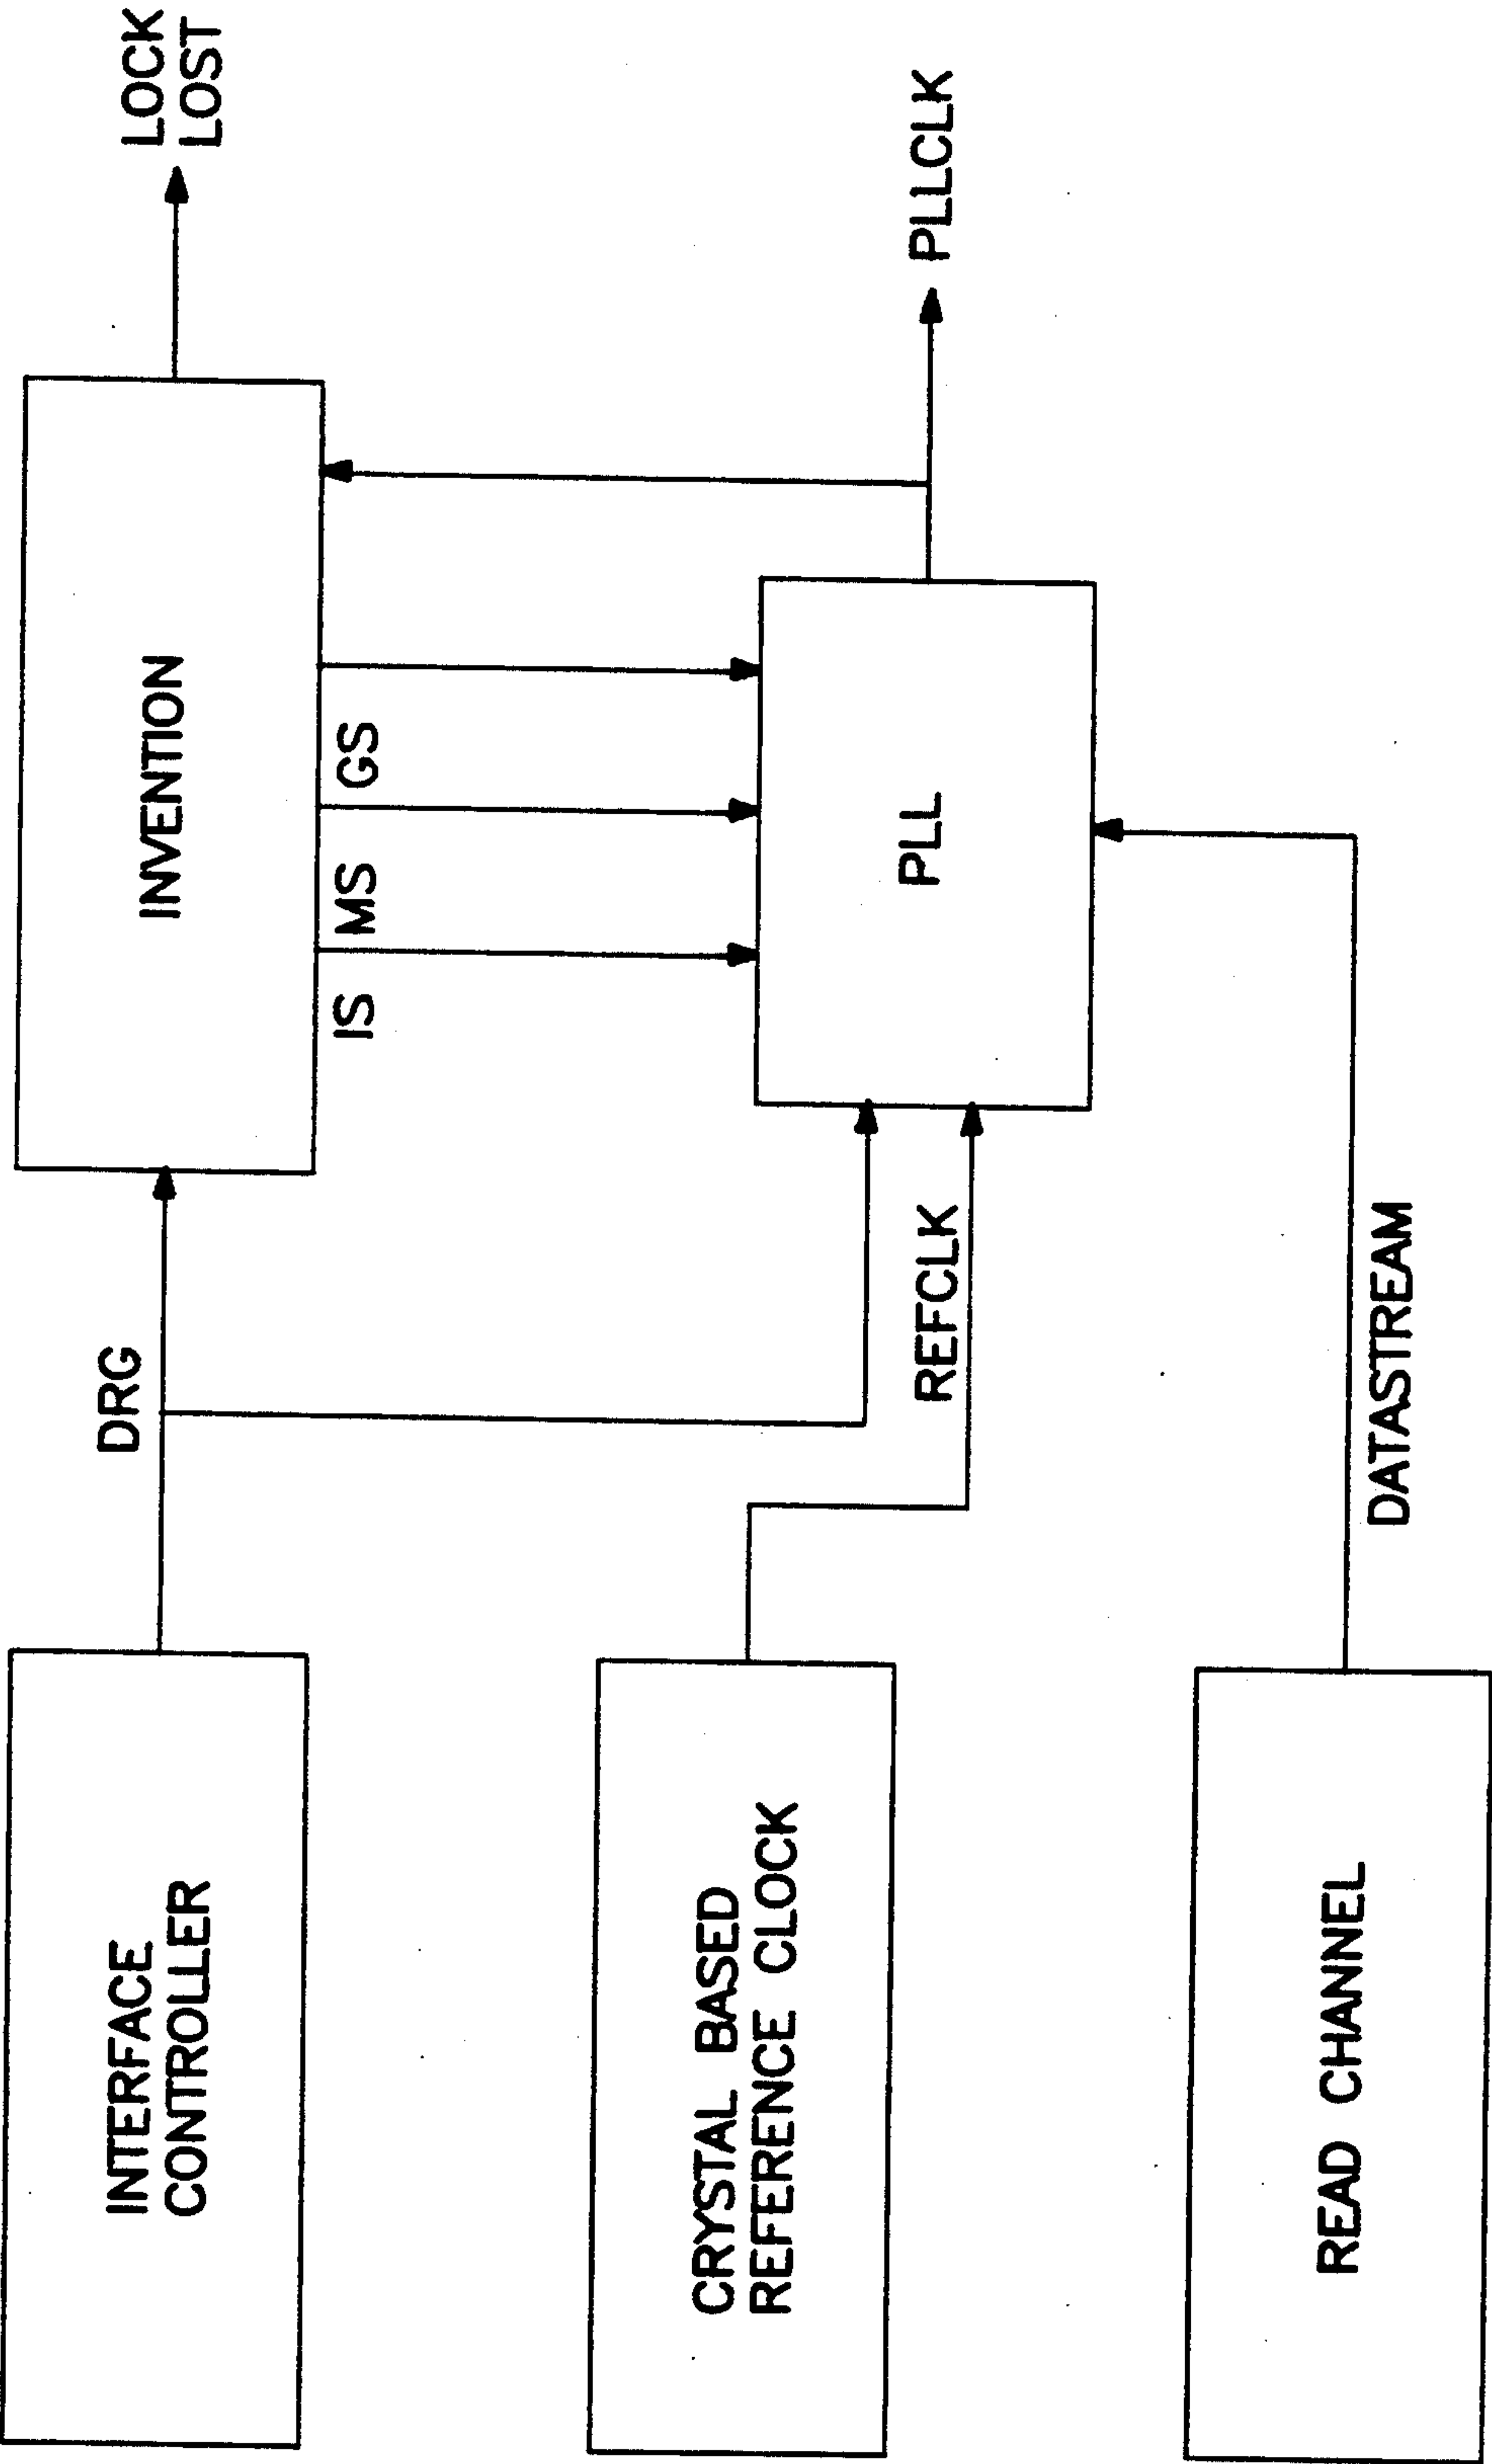 INTERFACE
CONTROLLER
DRG
INVENTION
LOCK
LOST
IS
MS
GS
CRYSTAL BASED
REFERENCE CLOCK
REFCLK
PLL
PLLCLK
READ CHANNEL
DATASTREAM